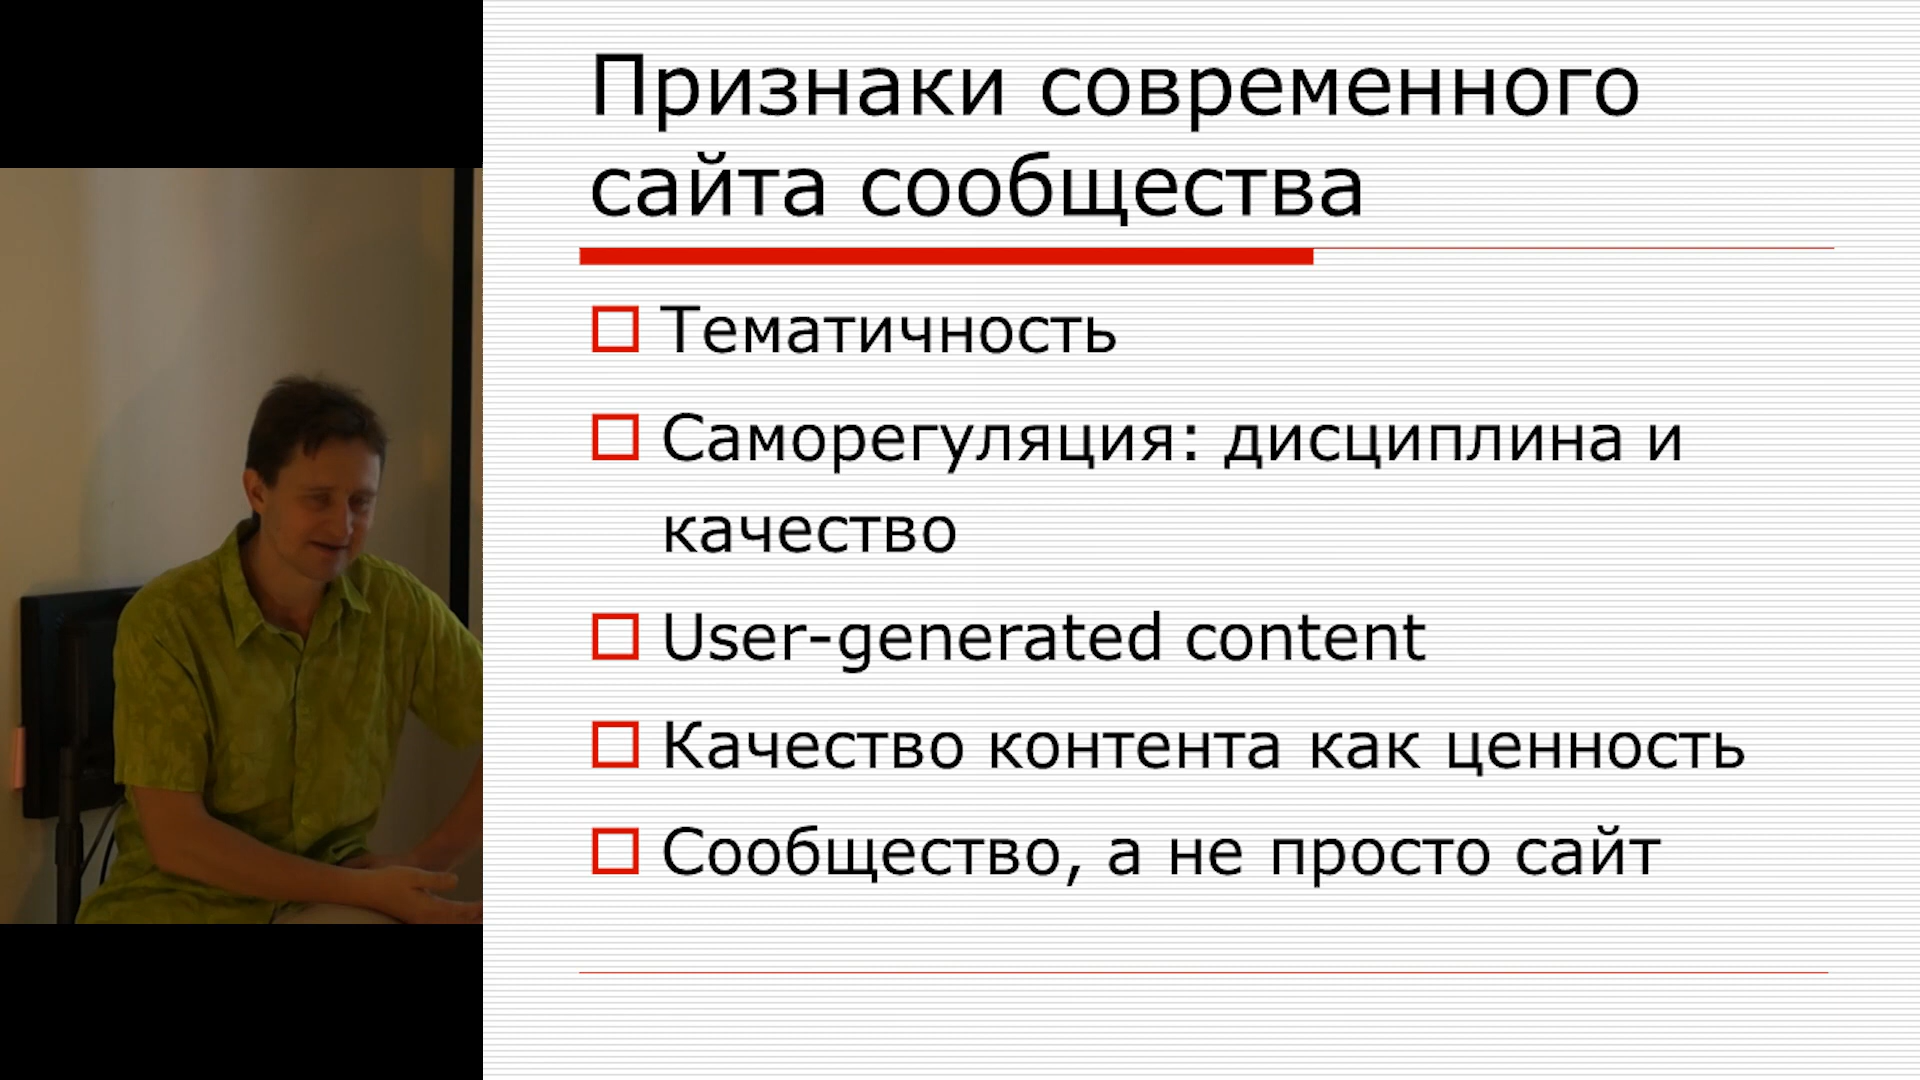 Признаки современного
сайта сообщества
Тематичность
Саморегуляция: дисциплина и
качество
User-generated content
Качество контента как ценность
Сообщество, а не просто сайт